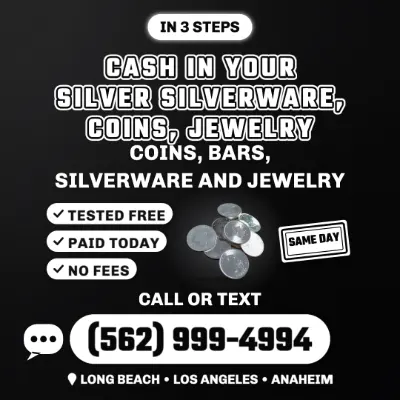 IN 3 STEPS
CASH IN YOUR
SILVER SILVERWARE,
COINS, JEWELRY
COINS, BARS,
SILVERWARE AND JEWELRY
✓ TESTED FREE
✓ PAID TODAY
✓ NO FEES
SAME DAY
CALL OR TEXT
(562) 999-4994
LONG BEACH • LOS ANGELES • ANAHEIM